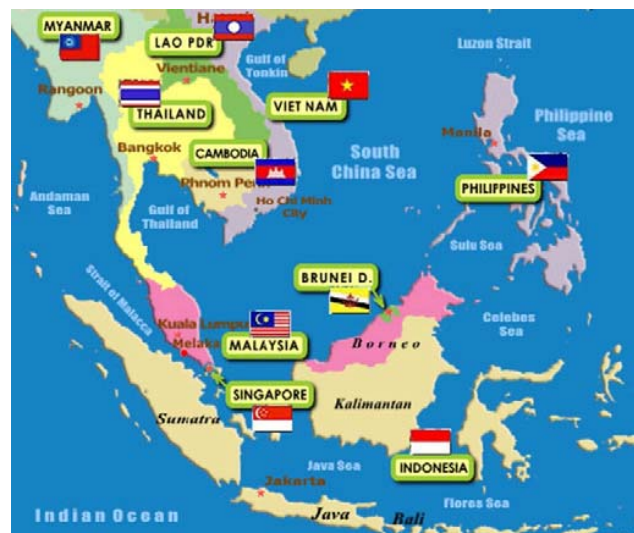 MYANMAR
LAO PDR
Hanoi
Luzon Strait
Gulf of
Tonkin
Vientiane
Rangoon
THAILAND
VIET NAM
Philippine
Sea
Manila
Bangkok
CAMBODIA
South
China Sea
Phnom Penh
PHILIPPINES
Andaman
Sea
Gulf of
Thailand
Ho Chi Minh
City
Sulu Sea
BRUNEI D.
Strait of Malacca
Kuala Lumpu
Melaka
MALAYSIA
Borneo
Celebes
Sea
SINGAPORE
Kalimantan
Sumatra
INDONESIA
Java Sea
Jakarta
Flores Sea
Indian Ocean
Java
Bali